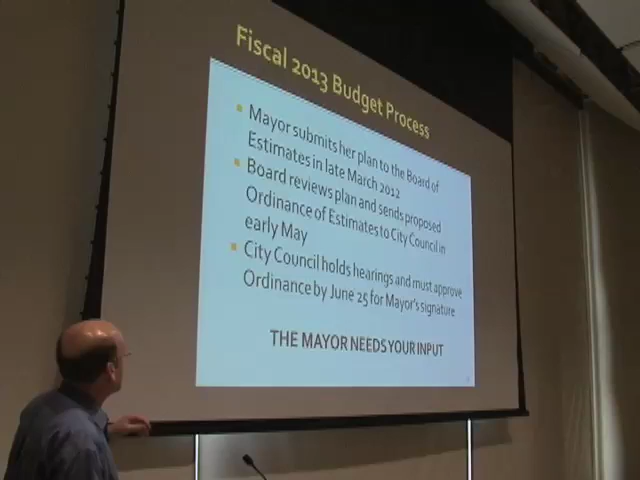 Fiscal 2013 Budget Process
Mayor submits her plan to the Board of
Estimates in late March 2012
Board reviews plan and sends proposed
Ordinance of Estimates to City Council in
early May
City Council holds hearings and must approve
Ordinance by June 25 for Mayor's signature
THE MAYOR NEEDS YOUR INPUT